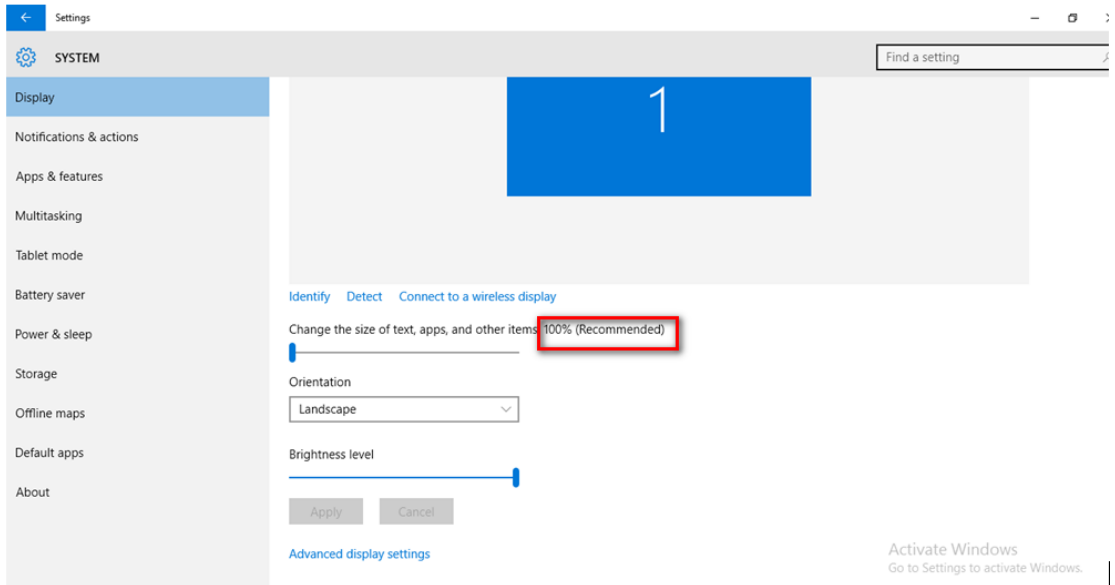 Settings
SYSTEM
Find a setting
Display
Notifications & actions
Apps & features
Multitasking
Tablet mode
Battery saver
Power & sleep
Storage
Offline maps
Default apps
About
1
Identify Detect Connect to a wireless display
Change the size of text, apps, and other items 100% (Recommended)
Orientation
Landscape
Brightness level
Apply Cancel
Advanced display settings
Activate Windows
Go to Settings to activate Windows.